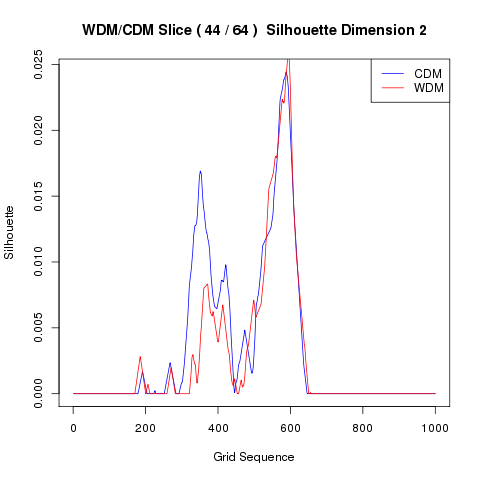 WDM/CDM Slice ( 44 / 64 ) Silhouette Dimension 2
CDM
WDM
0.025
0.020
0.015
0.010
0.005
0.000
Silhouette
0 200 400 600 800 1000
Grid Sequence